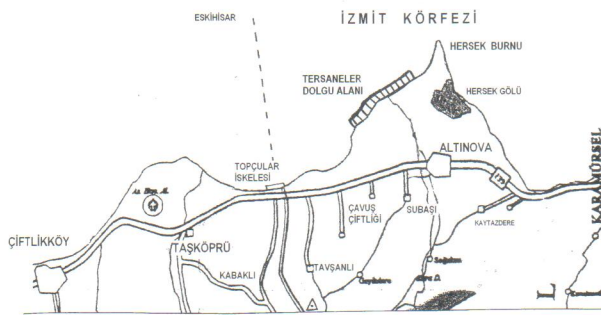 ESKİHİSAR
İZMİT KÖRFEZİ
HERSEK BURNU
TERSANELER
DOLGU ALANI
HERSEK GÖLÜ
ALTINOVA
TOPÇULAR
İSKELESİ
KARAMÜRSEL
ÇAVUŞ
ÇİFTLİĞİ
SUBAŞI
KAYTAZDERE
ÇİFTLİKKÖY
TAŞKÖPRÜ
KABAKLI
TAVŞANLI